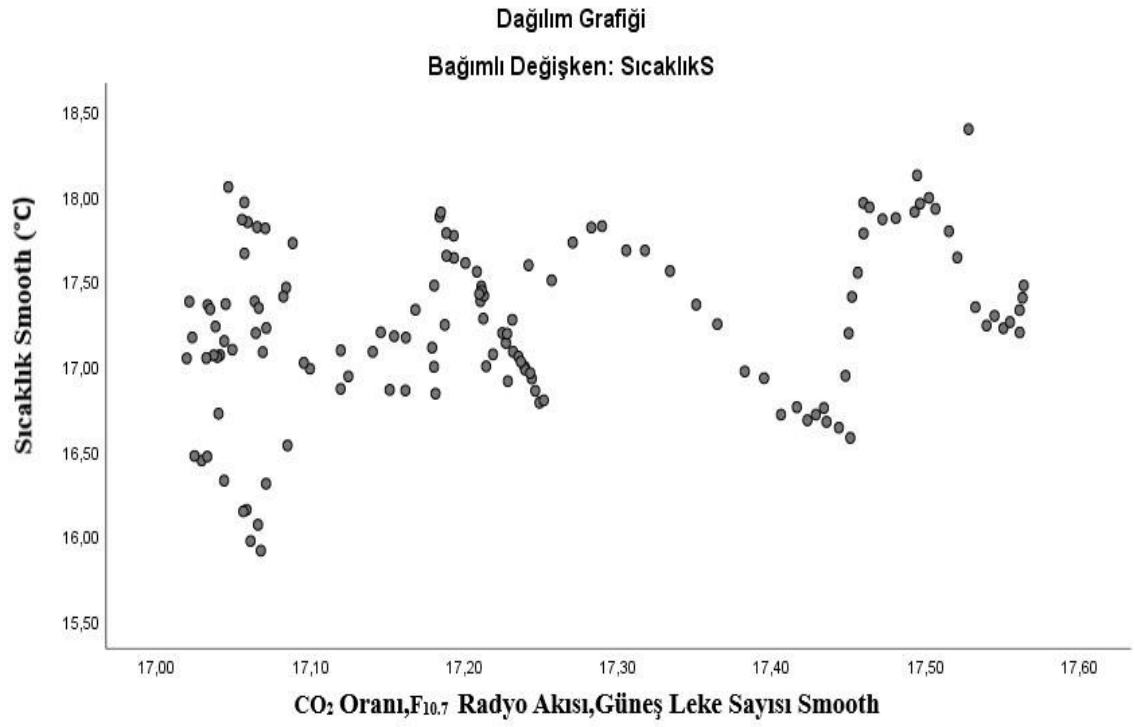 Dağılım Grafiği
Bağımlı Değişken: SıcaklıkS
Sıcaklık Smooth (°C)
18,50
18,00
17,50
17,00
16,50
16,00
15,50
17,00 17,10 17,20 17,30 17,40 17,50 17,60
CO₂ Oranı,F₁₀.₇ Radyo Akısı,Güneş Leke Sayısı Smooth